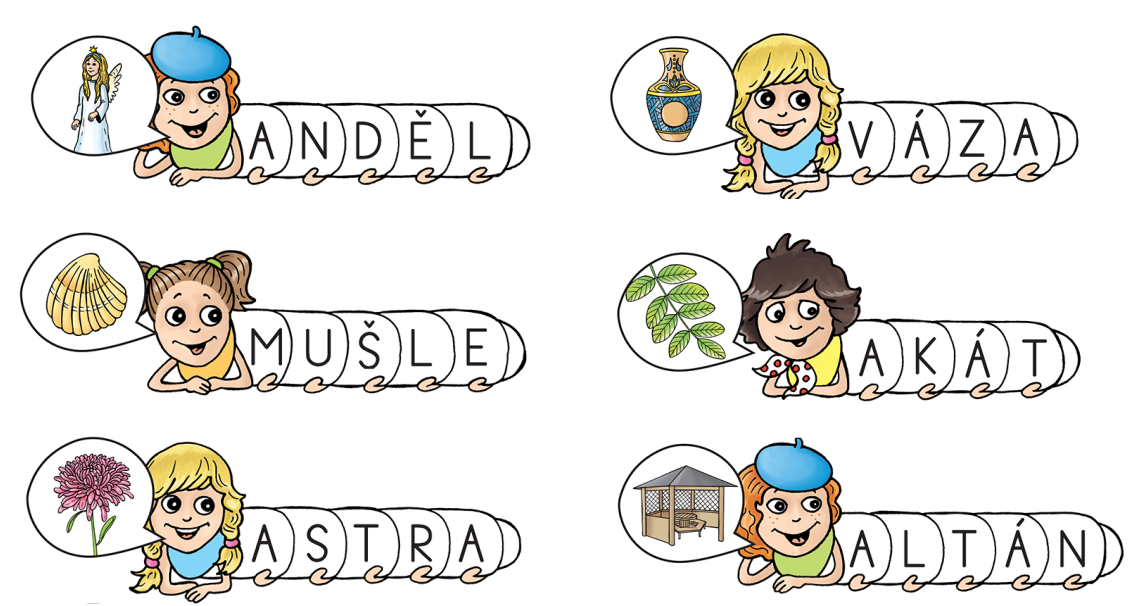 ANDĚL
VÁZA
MUŠLE
AKÁT
ASTRA
ALTÁN